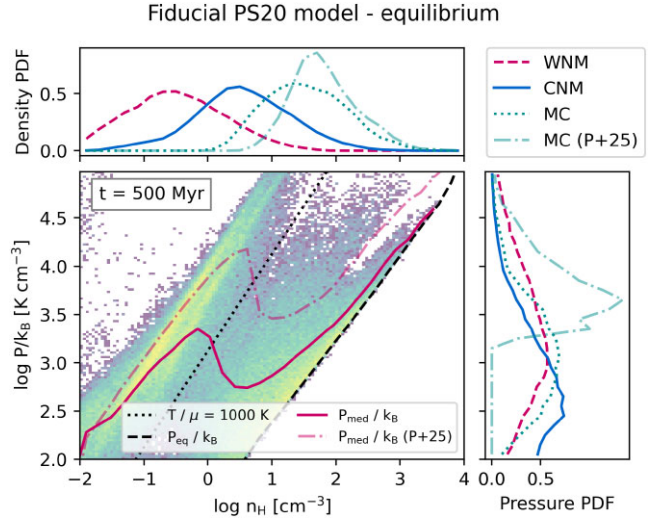 Fiducial PS20 model - equilibrium
Density PDF
0.5
0.0
WNM
CNM
MC
MC (P+25)
t = 500 Myr
log P/k_B [K cm⁻³]
4.5
4.0
3.5
3.0
2.5
2.0
T / μ = 1000 K
P_eq / k_B
P_med / k_B
P_med / k_B (P+25)
−2 −1 0 1 2 3 4
log n_H [cm⁻³]
0.0 0.5
Pressure PDF